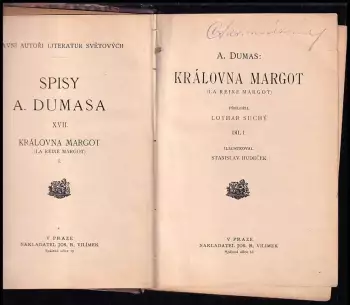 AVNÍ AUTOŘI LITERATUR SVĚTOVÝCH
SPISY
A. DUMASA
XVII.
KRÁLOVNA MARGOT
(LA REINE MARGOT)
I.
V PRAZE
NAKLADATEL JOS. R. VILÍMEK
A. DUMAS:
KRÁLOVNA MARGOT
(LA REINE MARGOT)
PŘELOŽIL
LOTHAR SUCHÝ
DÍL I
ILLUSTROVAL
STANISLAV HUDEČEK
V PRAZE
NAKLADATEL JOS. R. VILÍMEK